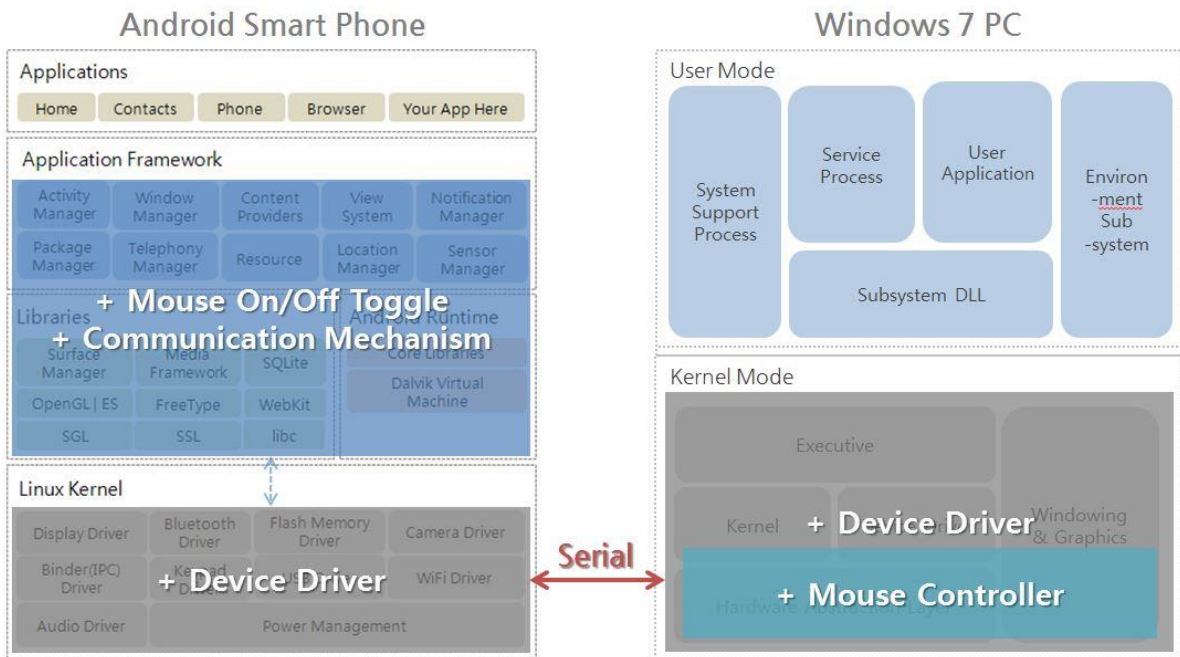 Android Smart Phone
Applications
Home
Contacts
Phone
Browser
Your App Here
Application Framework
Activity
Manager
Window
Manager
Content
Providers
View
System
Notification
Manager
Package
Manager
Telephony
Manager
Resource
Location
Manager
Sensor
Manager
+ Mouse On/Off Toggle
+ Communication Mechanism
Libraries
Surface
Manager
Media
Framework
SQLite
OpenGL | ES
FreeType
WebKit
SGL
SSL
libc
Android Runtime
Core Libraries
Dalvik Virtual
Machine
Linux Kernel
Display Driver
Bluetooth
Driver
Flash Memory
Driver
Camera Driver
Binder(IPC)
Driver
+ Device Driver
WiFi Driver
Audio Driver
Power Management
Serial
Windows 7 PC
User Mode
System
Support
Process
Service
Process
User
Application
Environ
-ment
Sub
-system
Subsystem DLL
Kernel Mode
Executive
Kernel
+ Device Driver
Windowing
& Graphics
+ Mouse Controller
Hardware Abstraction Layer